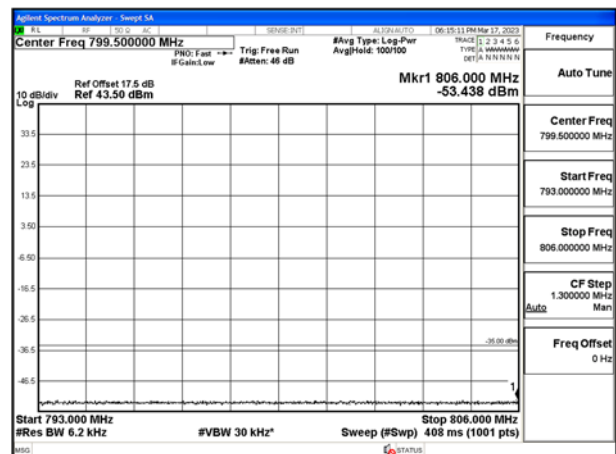 Agilent Spectrum Analyzer - Swept SA
RL RF 50 Ω AC SENSE:INT ALIGNAUTO 06:15:11 PM Mar 17, 2023
Center Freq 799.500000 MHz
PNO: Fast
IFGain:Low
Trig: Free Run
#Atten: 46 dB
#Avg Type: Log-Pwr
Avg|Hold: 100/100
TRACE 1 2 3 4 5 6
TYPE A WWWWW
DET A N N N N N
Frequency
Auto Tune
Center Freq
799.500000 MHz
Start Freq
793.000000 MHz
Stop Freq
806.000000 MHz
CF Step
1.300000 MHz
Auto Man
Freq Offset
0 Hz
Mkr1 806.000 MHz
-53.438 dBm
Ref Offset 17.5 dB
10 dB/div Ref 43.50 dBm
Log
33.5
23.5
13.5
3.50
-6.50
-16.5
-26.5
-35.00 dBm
-36.5
-46.5
1
Start 793.000 MHz Stop 806.000 MHz
#Res BW 6.2 kHz #VBW 30 kHz* Sweep (#Swp) 408 ms (1001 pts)
MSG STATUS